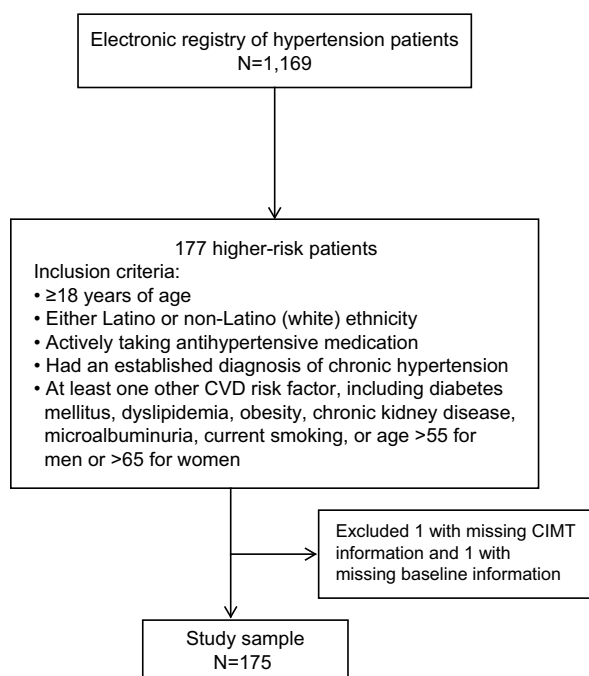 Electronic registry of hypertension patients
N=1,169
177 higher-risk patients
Inclusion criteria:
• ≥18 years of age
• Either Latino or non-Latino (white) ethnicity
• Actively taking antihypertensive medication
• Had an established diagnosis of chronic hypertension
• At least one other CVD risk factor, including diabetes
mellitus, dyslipidemia, obesity, chronic kidney disease,
microalbuminuria, current smoking, or age >55 for
men or >65 for women
Excluded 1 with missing CIMT
information and 1 with
missing baseline information
Study sample
N=175